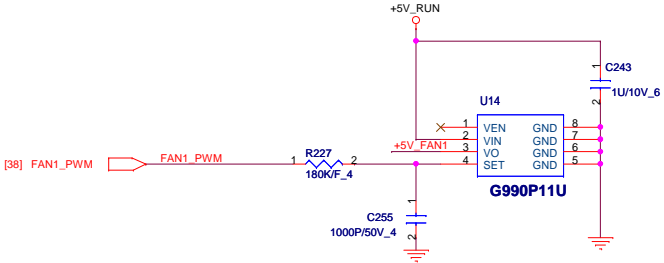 +5V_RUN
C243
1
2
1U/10V_6
U14
1 VEN GND 8
2 VIN GND 7
+5V_FAN1 3 VO GND 6
4 SET GND 5
G990P11U
[38] FAN1_PWM FAN1_PWM
1 R227 2
180K/F_4
1
C255
1000P/50V_4
2